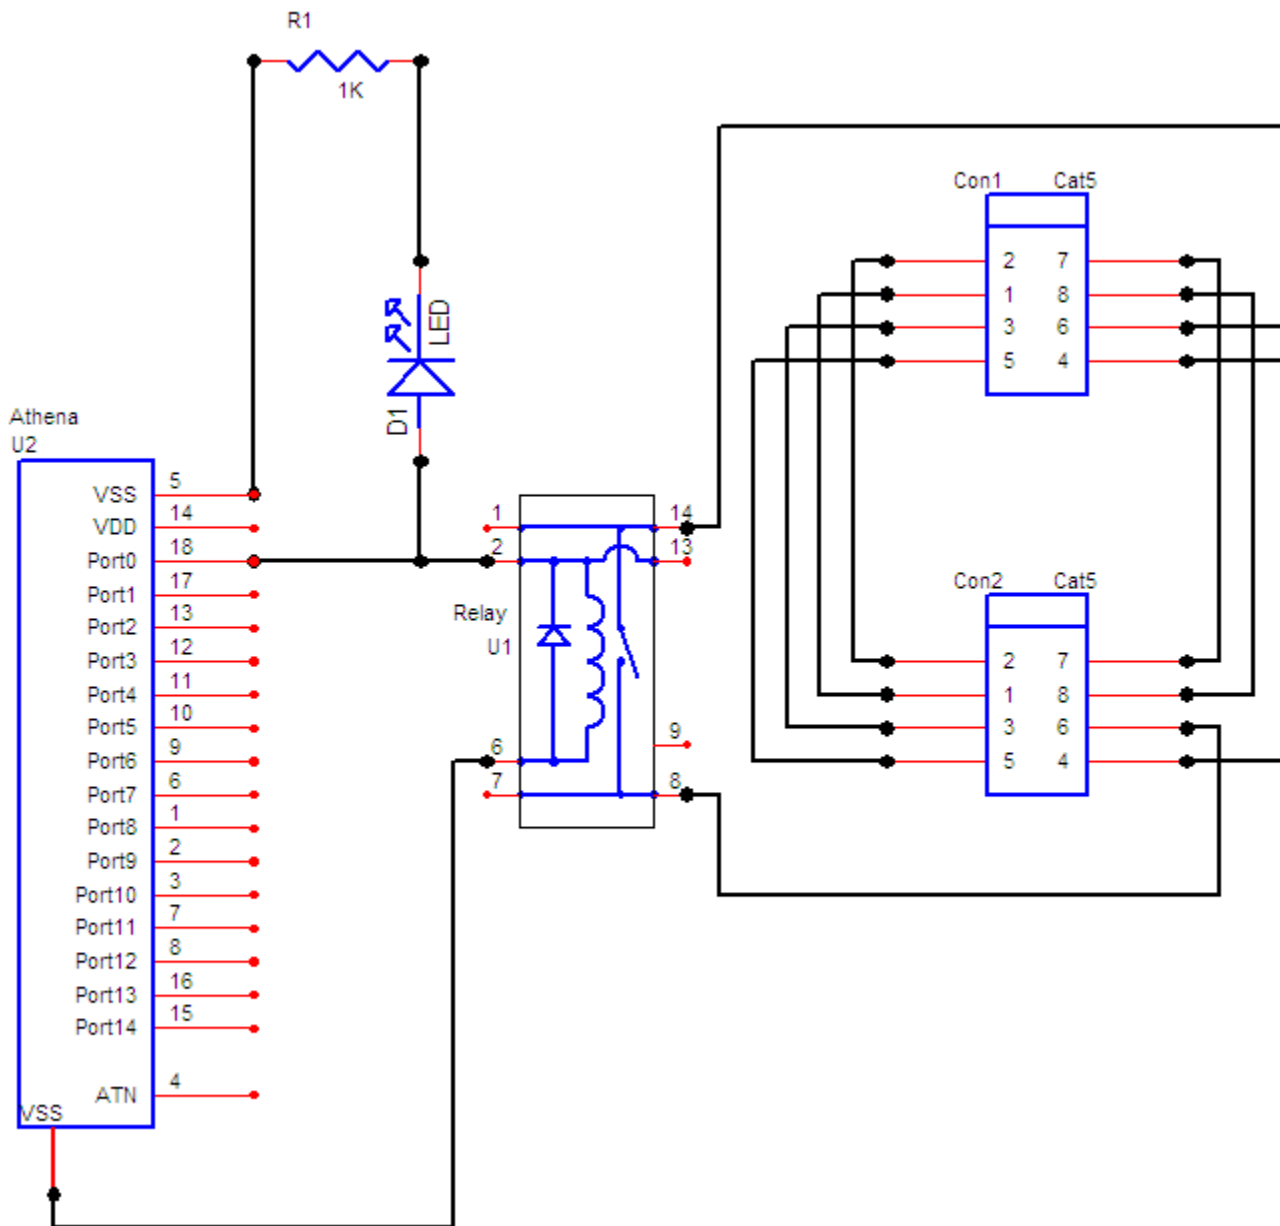 R1
1K
LED
D1
Athena
U2
VSS 5
VDD 14
Port0 18
Port1 17
Port2 13
Port3 12
Port4 11
Port5 10
Port6 9
Port7 6
Port8 1
Port9 2
Port10 3
Port11 7
Port12 8
Port13 16
Port14 15
ATN 4
VSS
Relay
U1
1 14
2 13
6 9
7 8
Con1 Cat5
2 7
1 8
3 6
5 4
Con2 Cat5
2 7
1 8
3 6
5 4